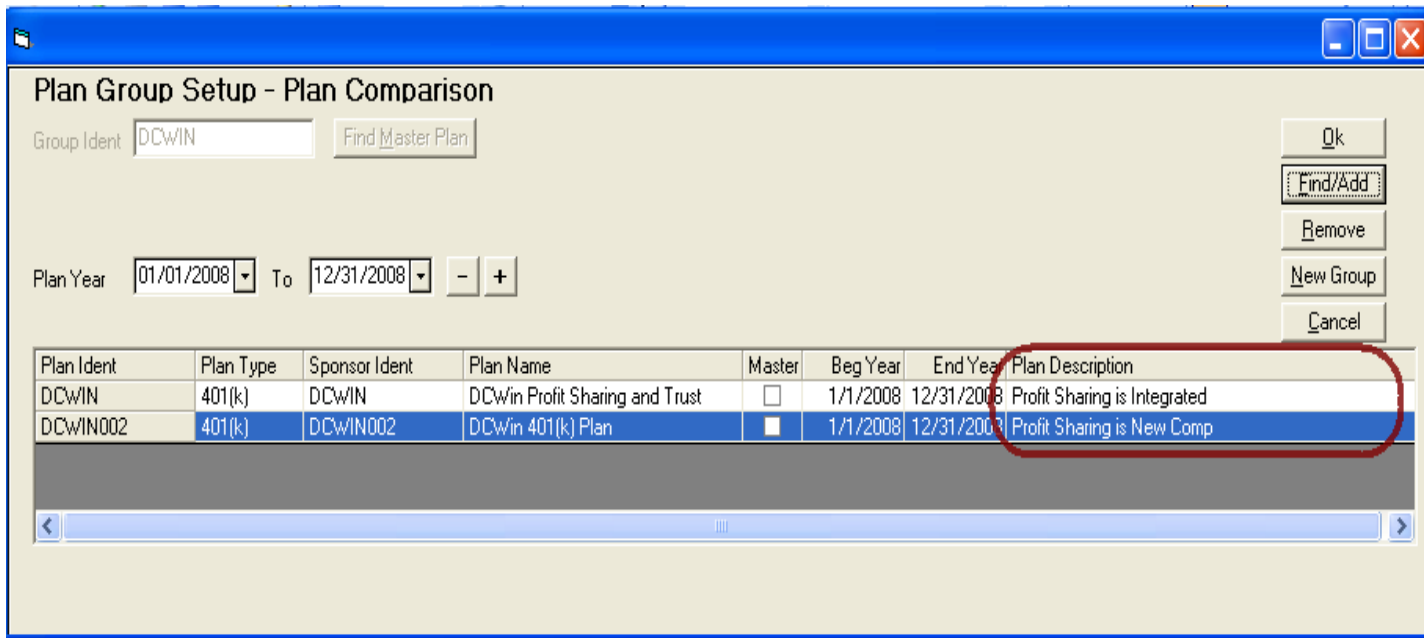 Plan Group Setup - Plan Comparison
Group Ident DCWIN Find Master Plan
Ok
Find/Add
Remove
Plan Year 01/01/2008 To 12/31/2008 - + New Group
Cancel
Plan Ident Plan Type Sponsor Ident Plan Name Master Beg Year End Year Plan Description
DCWIN 401(k) DCWIN DCWin Profit Sharing and Trust 1/1/2008 12/31/2008 Profit Sharing is Integrated
DCWIN002 401(k) DCWIN002 DCWin 401(k) Plan 1/1/2008 12/31/2008 Profit Sharing is New Comp